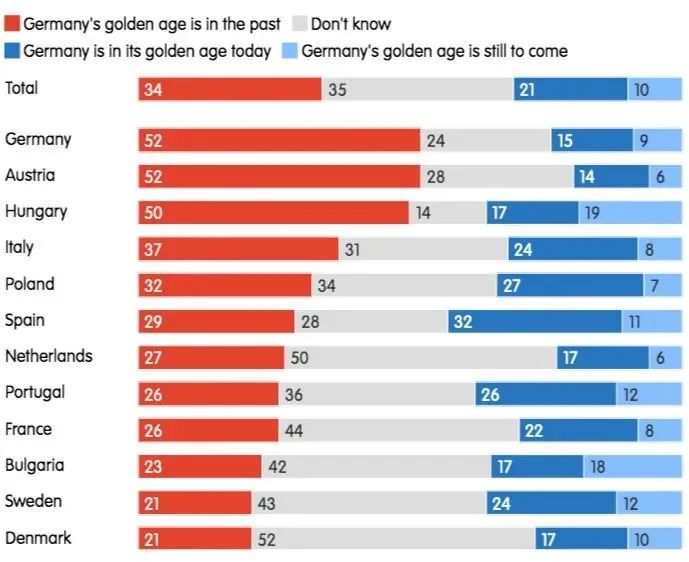 Germany's golden age is in the past Don't know
Germany is in its golden age today Germany's golden age is still to come
Total 34 35 21 10
Germany 52 24 15 9
Austria 52 28 14 6
Hungary 50 14 17 19
Italy 37 31 24 8
Poland 32 34 27 7
Spain 29 28 32 11
Netherlands 27 50 17 6
Portugal 26 36 26 12
France 26 44 22 8
Bulgaria 23 42 17 18
Sweden 21 43 24 12
Denmark 21 52 17 10